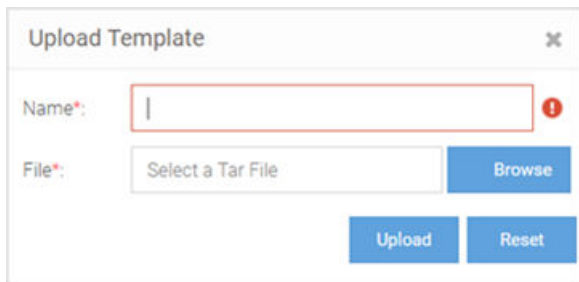 Upload Template
Name*:
File*: Select a Tar File Browse
Upload Reset